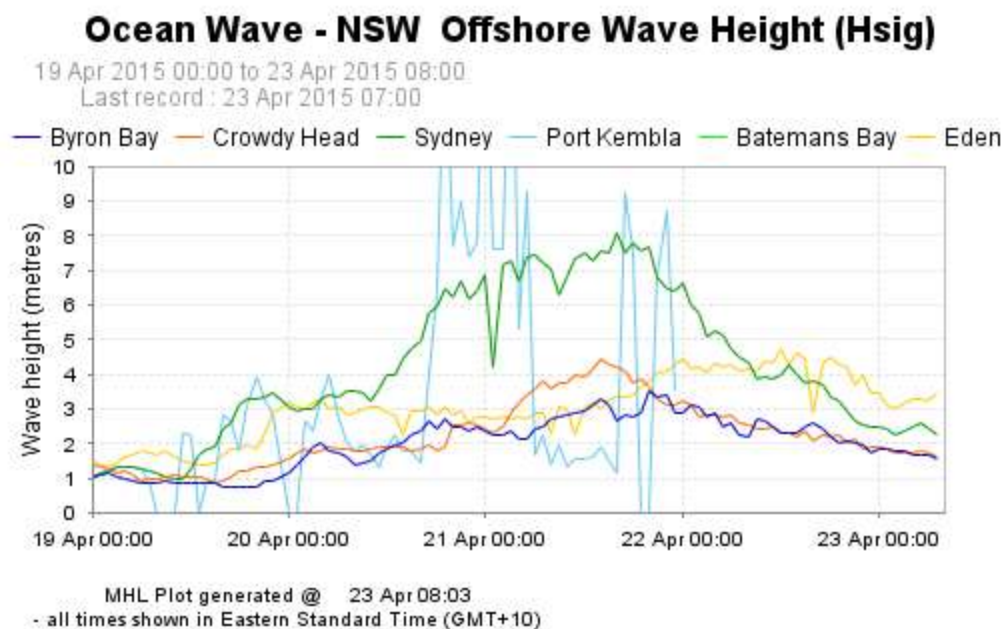 Ocean Wave - NSW Offshore Wave Height (Hsig)
19 Apr 2015 00:00 to 23 Apr 2015 08:00
Last record : 23 Apr 2015 07:00
Byron Bay Crowdy Head Sydney Port Kembla Batemans Bay Eden
Wave height (metres)
10
9
8
7
6
5
4
3
2
1
0
19 Apr 00:00 20 Apr 00:00 21 Apr 00:00 22 Apr 00:00 23 Apr 00:00
MHL Plot generated @ 23 Apr 08:03
- all times shown in Eastern Standard Time (GMT+10)